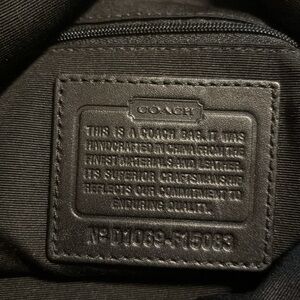 COACH
THIS IS A COACH BAG. IT WAS
HANDCRAFTED IN CHINA FROM THE
FINEST MATERIALS AND LEATHER.
ITS SUPERIOR CRAFTSMANSHIP
REFLECTS OUR COMMITMENT TO
ENDURING QUALITY.
Nº D1069-F15083